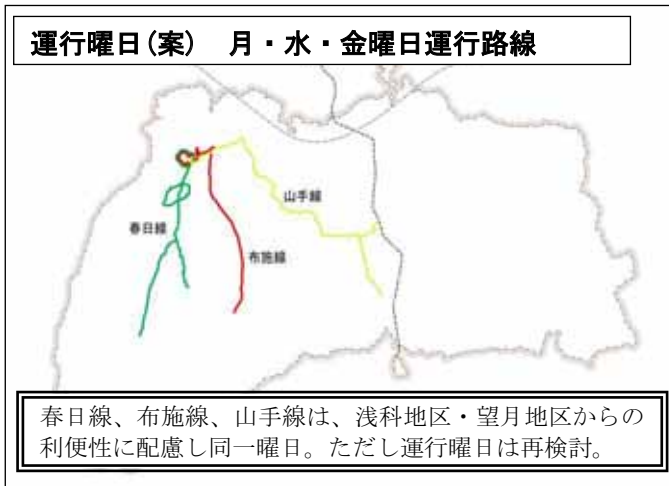 運行曜日(案)　月・水・金曜日運行路線
山手線
春日線
布施線
春日線、布施線、山手線は、浅科地区・望月地区からの
利便性に配慮し同一曜日。ただし運行曜日は再検討。